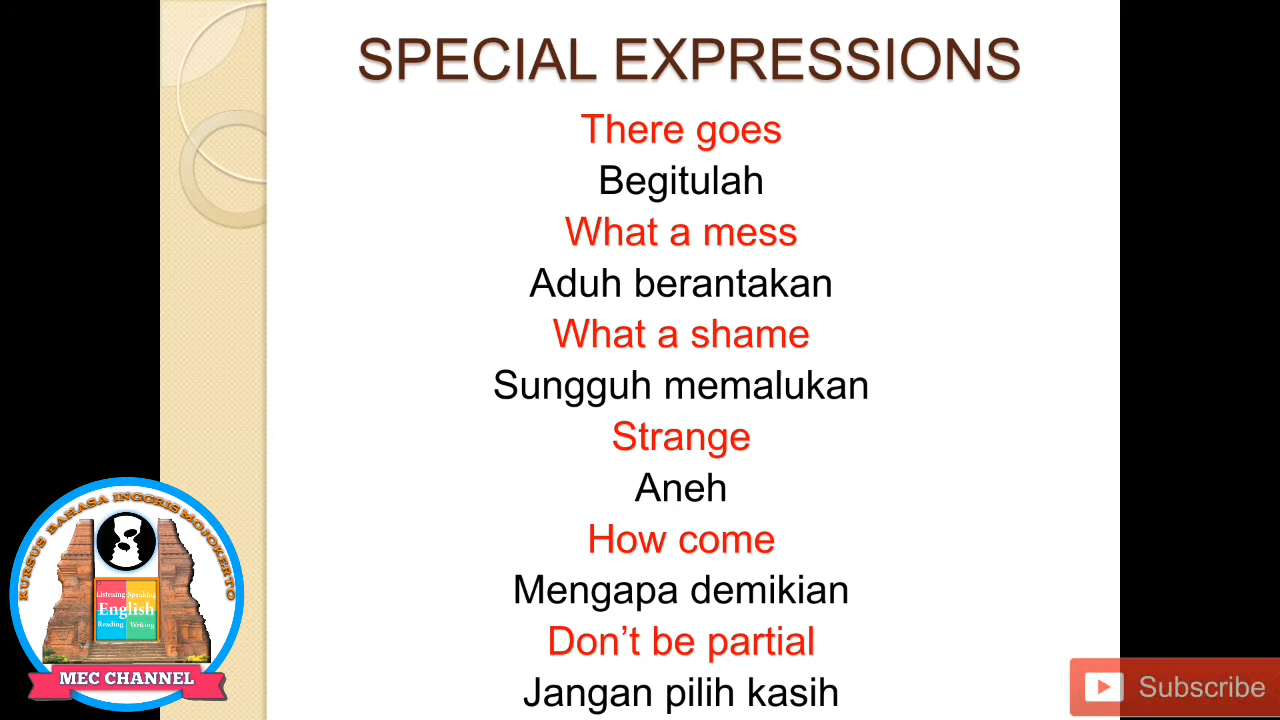 SPECIAL EXPRESSIONS
There goes
Begitulah
What a mess
Aduh berantakan
What a shame
Sungguh memalukan
Strange
Aneh
How come
Mengapa demikian
Don't be partial
Jangan pilih kasih
KURSUS BAHASA INGGRIS MOJOKERTO
Listening Speaking
English
Reading Writing
MEC CHANNEL
Subscribe